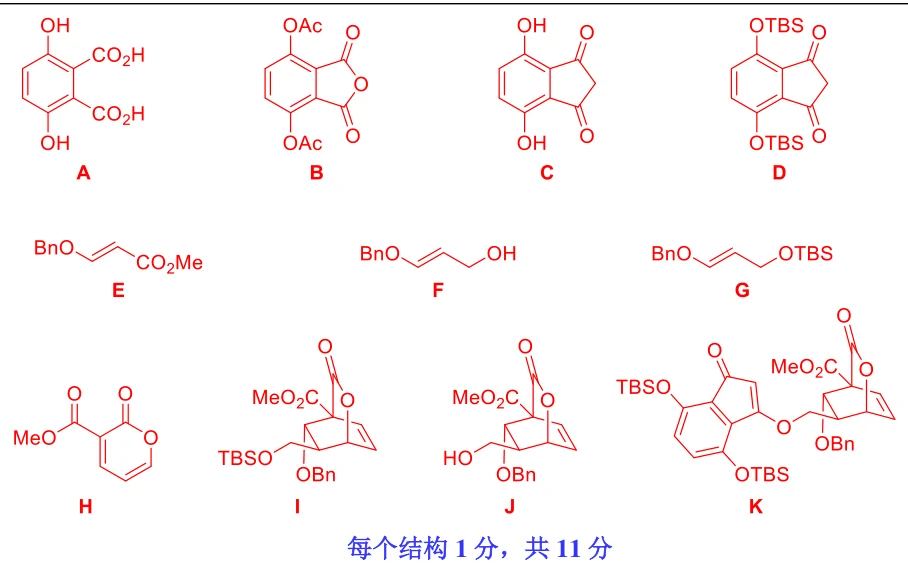 OH OAc OH OTBS
CO₂H O O O
CO₂H O
OH O O O
OAc OH OTBS
A B C D
BnO CO₂Me BnO OH BnO OTBS
E F G
O O O O O O
MeO O MeO₂C O MeO₂C O TBSO MeO₂C O
TBSO HO O
OBn OBn OTBS OBn
H I J K
每个结构 1 分，共 11 分